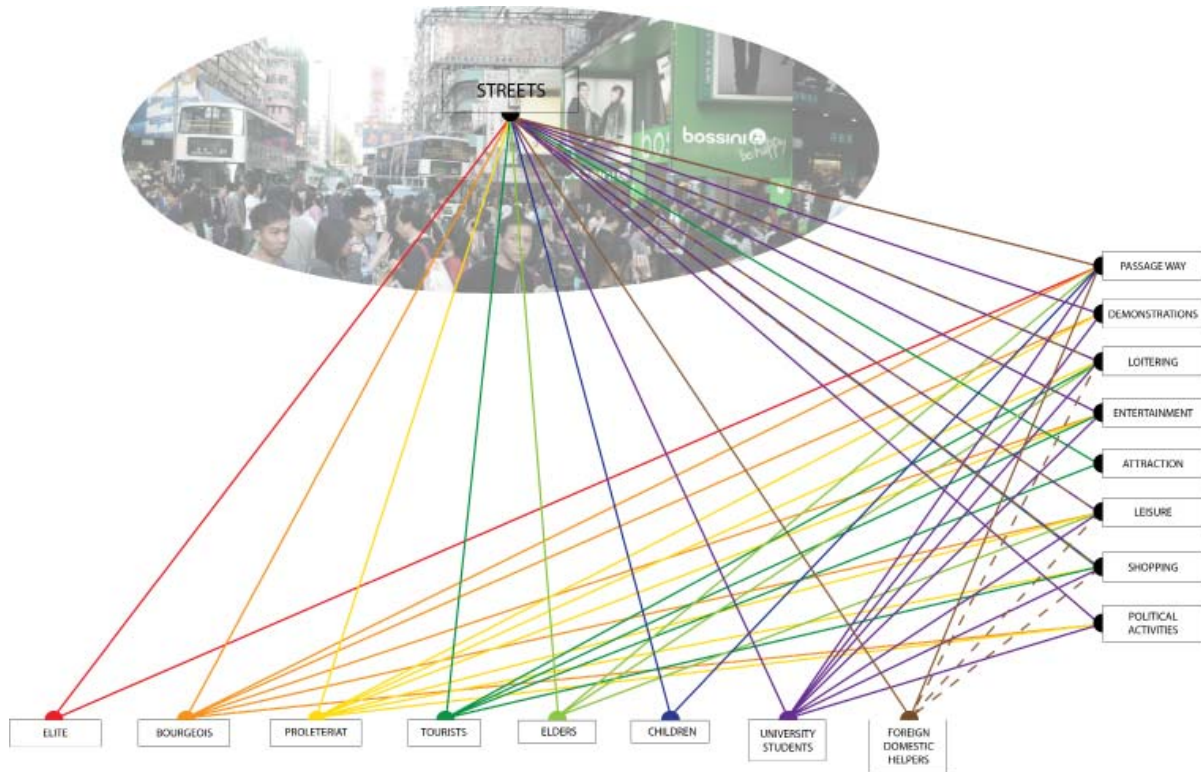 STREETS
bossini
be happy
bos
PASSAGE WAY
DEMONSTRATIONS
LOITERING
ENTERTAINMENT
ATTRACTION
LEISURE
SHOPPING
POLITICAL
ACTIVITIES
ELITE
BOURGEOIS
PROLETERIAT
TOURISTS
ELDERS
CHILDREN
UNIVERSITY
STUDENTS
FOREIGN
DOMESTIC
HELPERS